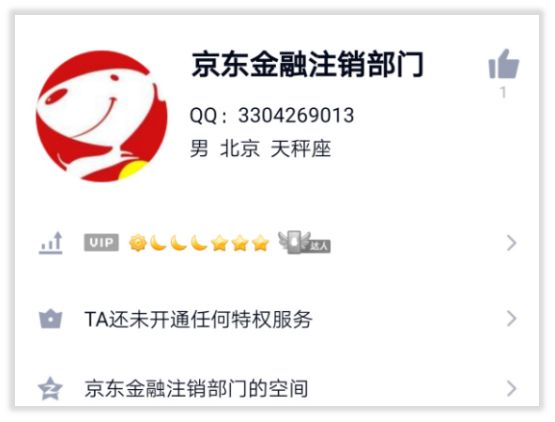 京东金融注销部门
1
QQ：3304269013
男 北京 天秤座
VIP 达人
TA还未开通任何特权服务
京东金融注销部门的空间